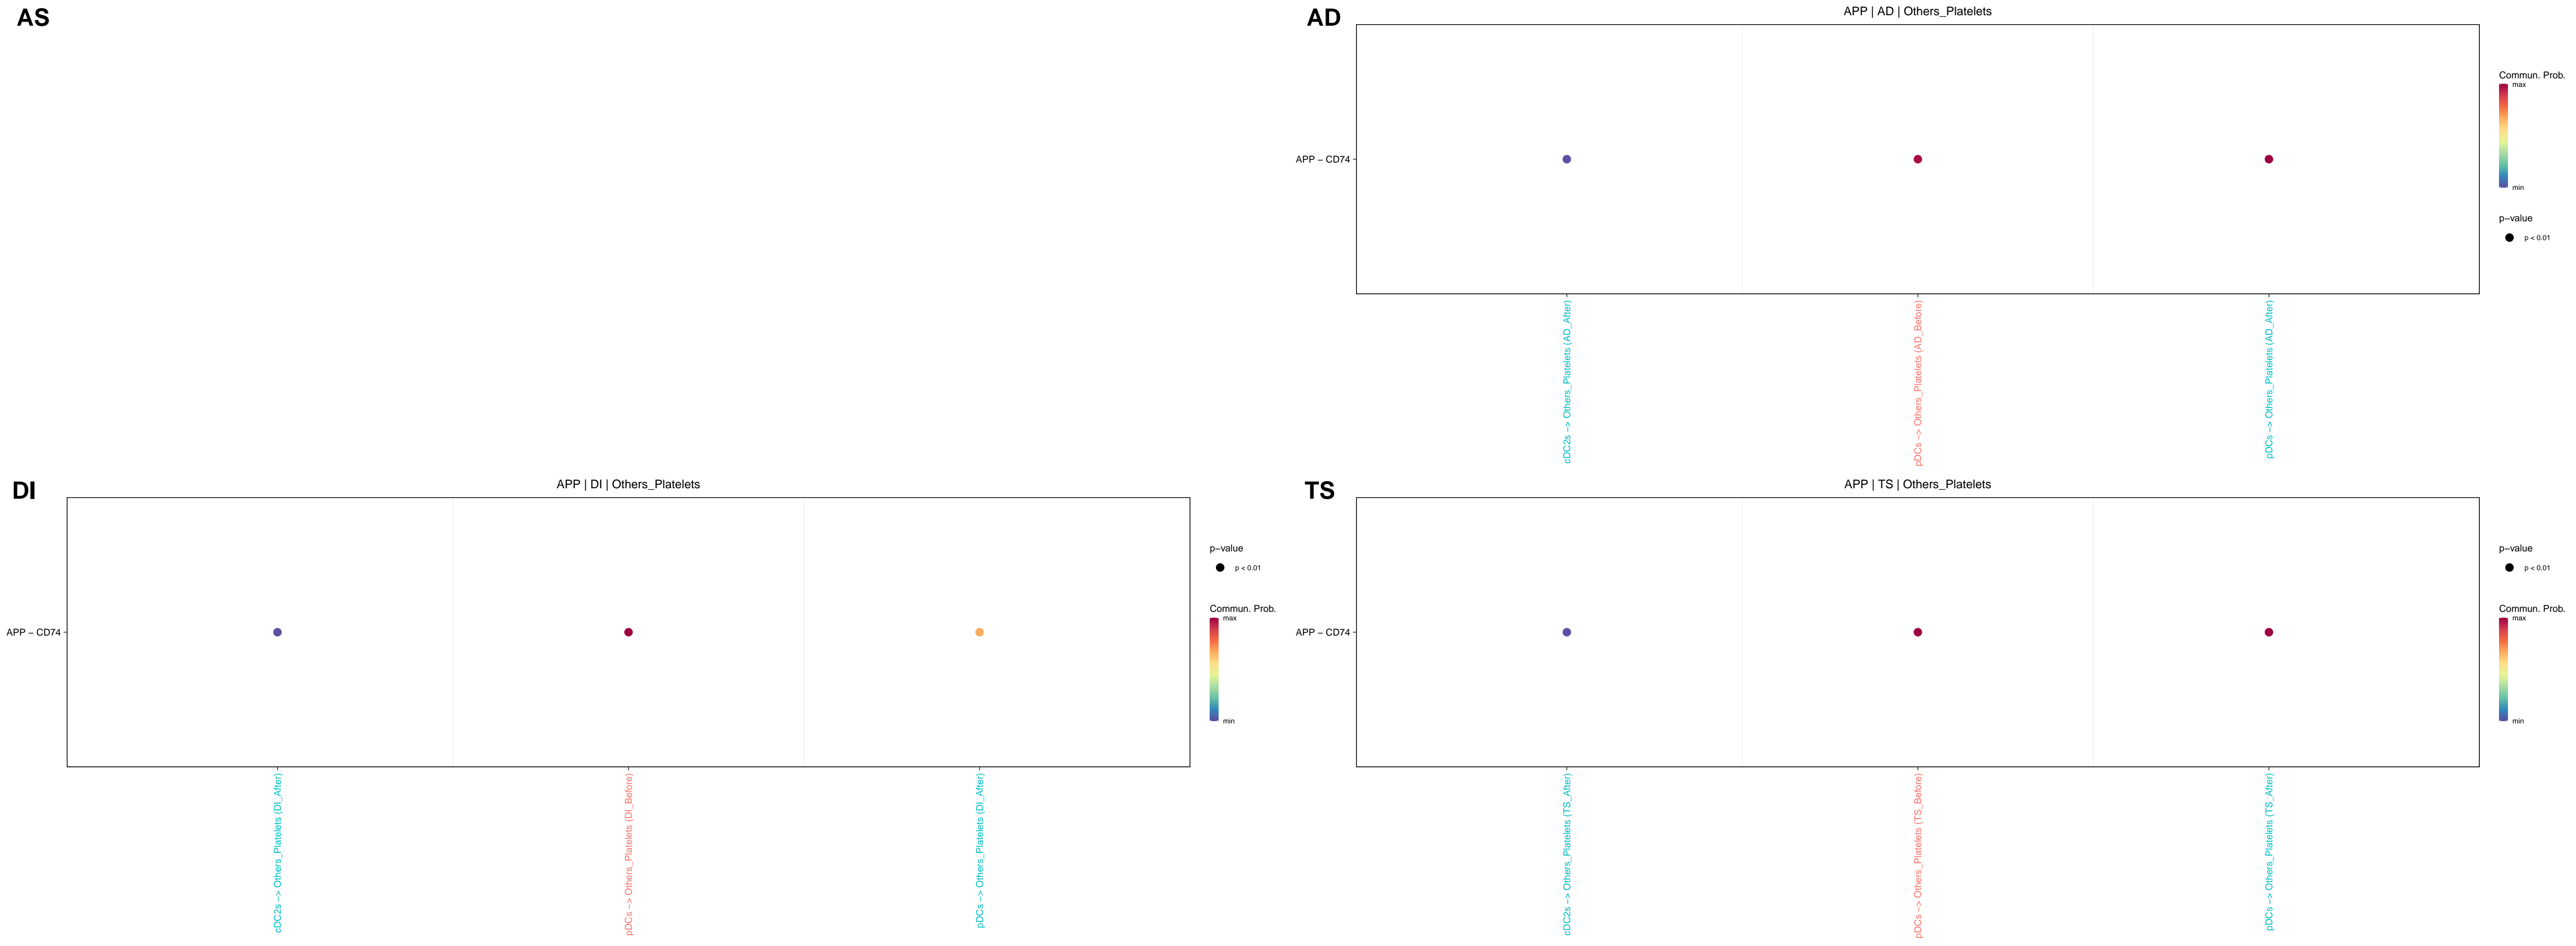 AS
AD
APP | AD | Others_Platelets
APP − CD74
cDC2s −> Others_Platelets (AD_After)
pDCs −> Others_Platelets (AD_Before)
pDCs −> Others_Platelets (AD_After)
Commun. Prob.
max
min
p−value
p < 0.01
DI
APP | DI | Others_Platelets
APP − CD74
cDC2s −> Others_Platelets (DI_After)
pDCs −> Others_Platelets (DI_Before)
pDCs −> Others_Platelets (DI_After)
p−value
p < 0.01
Commun. Prob.
max
min
TS
APP | TS | Others_Platelets
APP − CD74
cDC2s −> Others_Platelets (TS_After)
pDCs −> Others_Platelets (TS_Before)
pDCs −> Others_Platelets (TS_After)
p−value
p < 0.01
Commun. Prob.
max
min